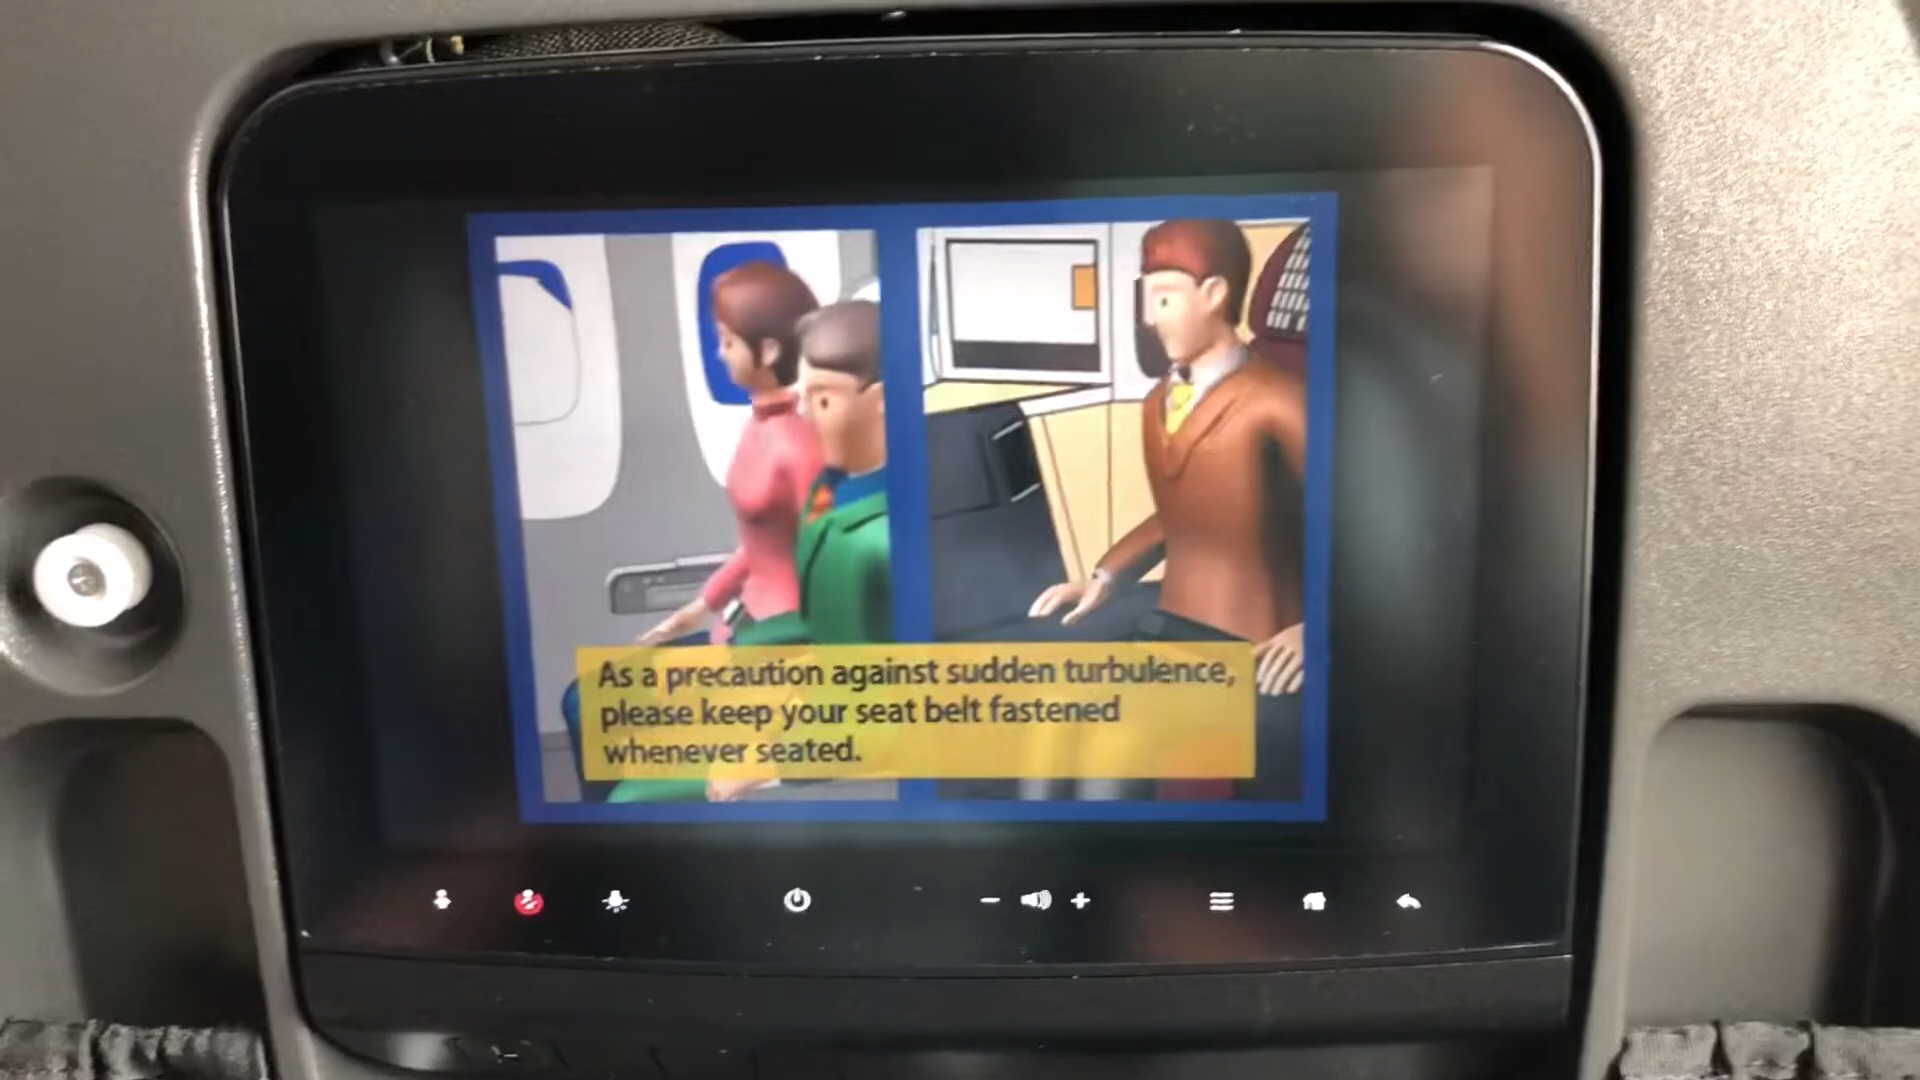 As a precaution against sudden turbulence,
please keep your seat belt fastened
whenever seated.